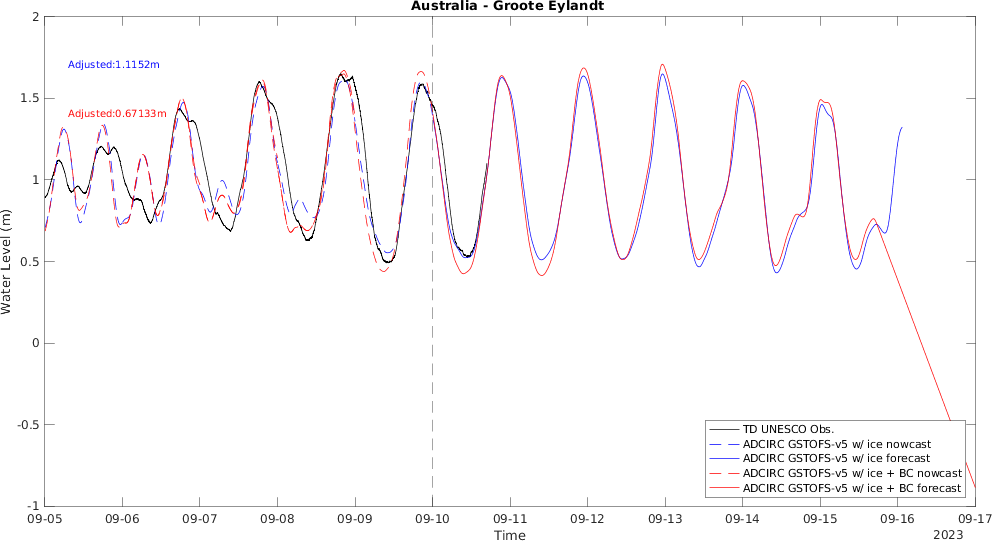 Australia - Groote Eylandt
2
1.5
1
0.5
0
-0.5
-1
Water Level (m)
Adjusted:1.1152m
Adjusted:0.67133m
TD UNESCO Obs.
ADCIRC GSTOFS-v5 w/ ice nowcast
ADCIRC GSTOFS-v5 w/ ice forecast
ADCIRC GSTOFS-v5 w/ ice + BC nowcast
ADCIRC GSTOFS-v5 w/ ice + BC forecast
09-05 09-06 09-07 09-08 09-09 09-10 09-11 09-12 09-13 09-14 09-15 09-16 09-17
Time
2023